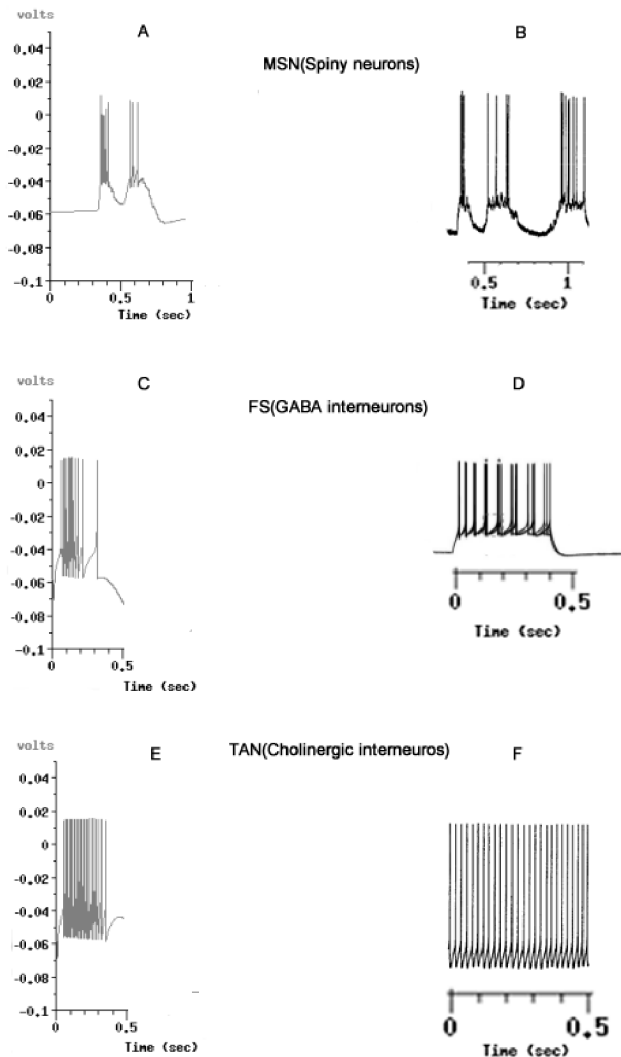 volts
A
B
MSN(Spiny neurons)
0.04
0.02
0
-0.02
-0.04
-0.06
-0.08
-0.1
0 0.5 1
Time (sec)
0.5 1
Time (sec)
volts
C
D
FS(GABA interneurons)
0.04
0.02
0
-0.02
-0.04
-0.06
-0.08
-0.1
0 0.5
Time (sec)
0 0.5
Time (sec)
volts
E
TAN(Cholinergic interneuros)
F
0.04
0.02
0
-0.02
-0.04
-0.06
-0.08
-0.1
0 0.5
Time (sec)
0 0.5
Time (sec)